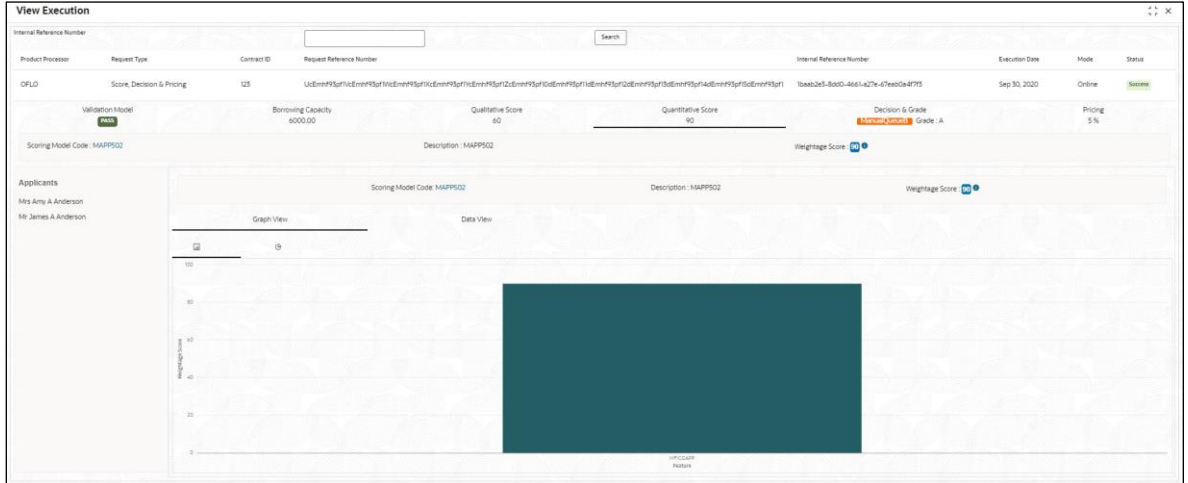 View Execution
Internal Reference Number
Search
Product Processor Request Type Contract ID Request Reference Number Internal Reference Number Execution Date Mode Status
OFLO Score, Decision & Pricing 123 Sep 30, 2020 Online Success
Validation Model Borrowing Capacity Qualitative Score Quantitative Score Decision & Grade Pricing
PASS 6000.00 60 90 Grade : A 5 %
Scoring Model Code : MAPP502 Description : MAPP502 Weightage Score : 90
Applicants
Scoring Model Code: MAPP502 Description : MAPP502 Weightage Score : 90
Mrs Amy A Anderson
Mr James A Anderson
Graph View Data View
100
80
60
40
20
0
Weightage Score
Feature